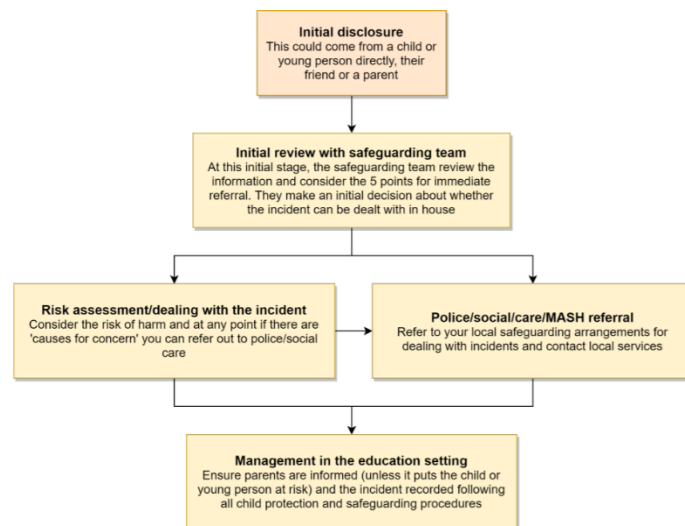 Initial disclosure
This could come from a child or
young person directly, their
friend or a parent
Initial review with safeguarding team
At this initial stage, the safeguarding team review the
information and consider the 5 points for immediate
referral. They make an initial decision about whether
the incident can be dealt with in house
Risk assessment/dealing with the incident
Consider the risk of harm and at any point if there are
'causes for concern' you can refer out to police/social
care
Police/social/care/MASH referral
Refer to your local safeguarding arrangements for
dealing with incidents and contact local services
Management in the education setting
Ensure parents are informed (unless it puts the child or
young person at risk) and the incident recorded following
all child protection and safeguarding procedures